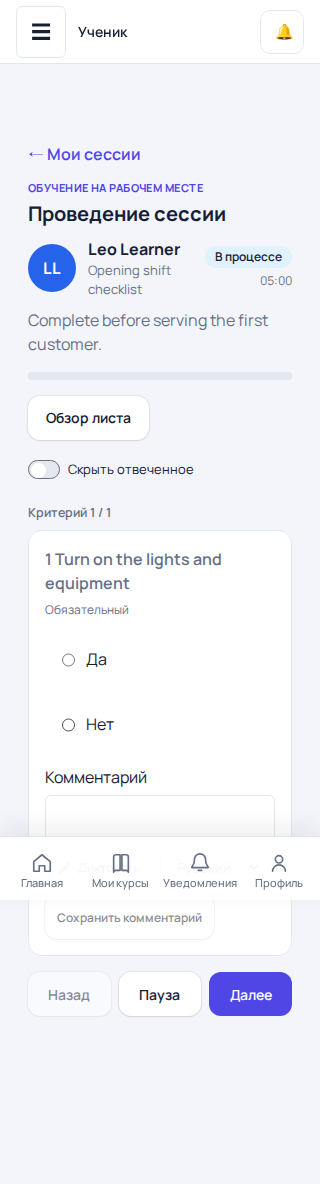 Ученик
← Мои сессии
ОБУЧЕНИЕ НА РАБОЧЕМ МЕСТЕ
Проведение сессии
LL
Leo Learner
Opening shift
checklist
В процессе
05:00
Complete before serving the first
customer.
Обзор листа
Скрыть отвеченное
Критерий 1 / 1
1 Turn on the lights and
equipment
Обязательный
Да
Нет
Комментарий
Главная
Мои курсы
Уведомления
Профиль
Сохранить комментарий
Назад
Пауза
Далее